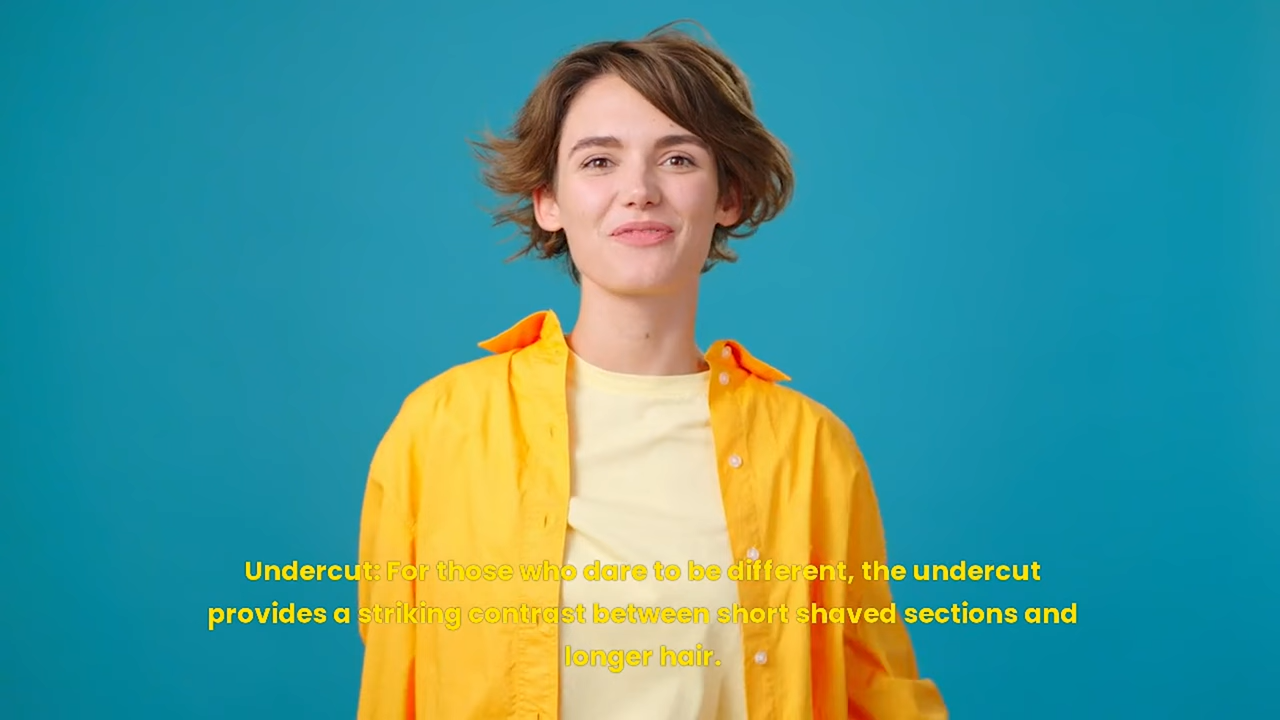 Undercut: For those who dare to be different, the undercut
provides a striking contrast between short shaved sections and
longer hair.